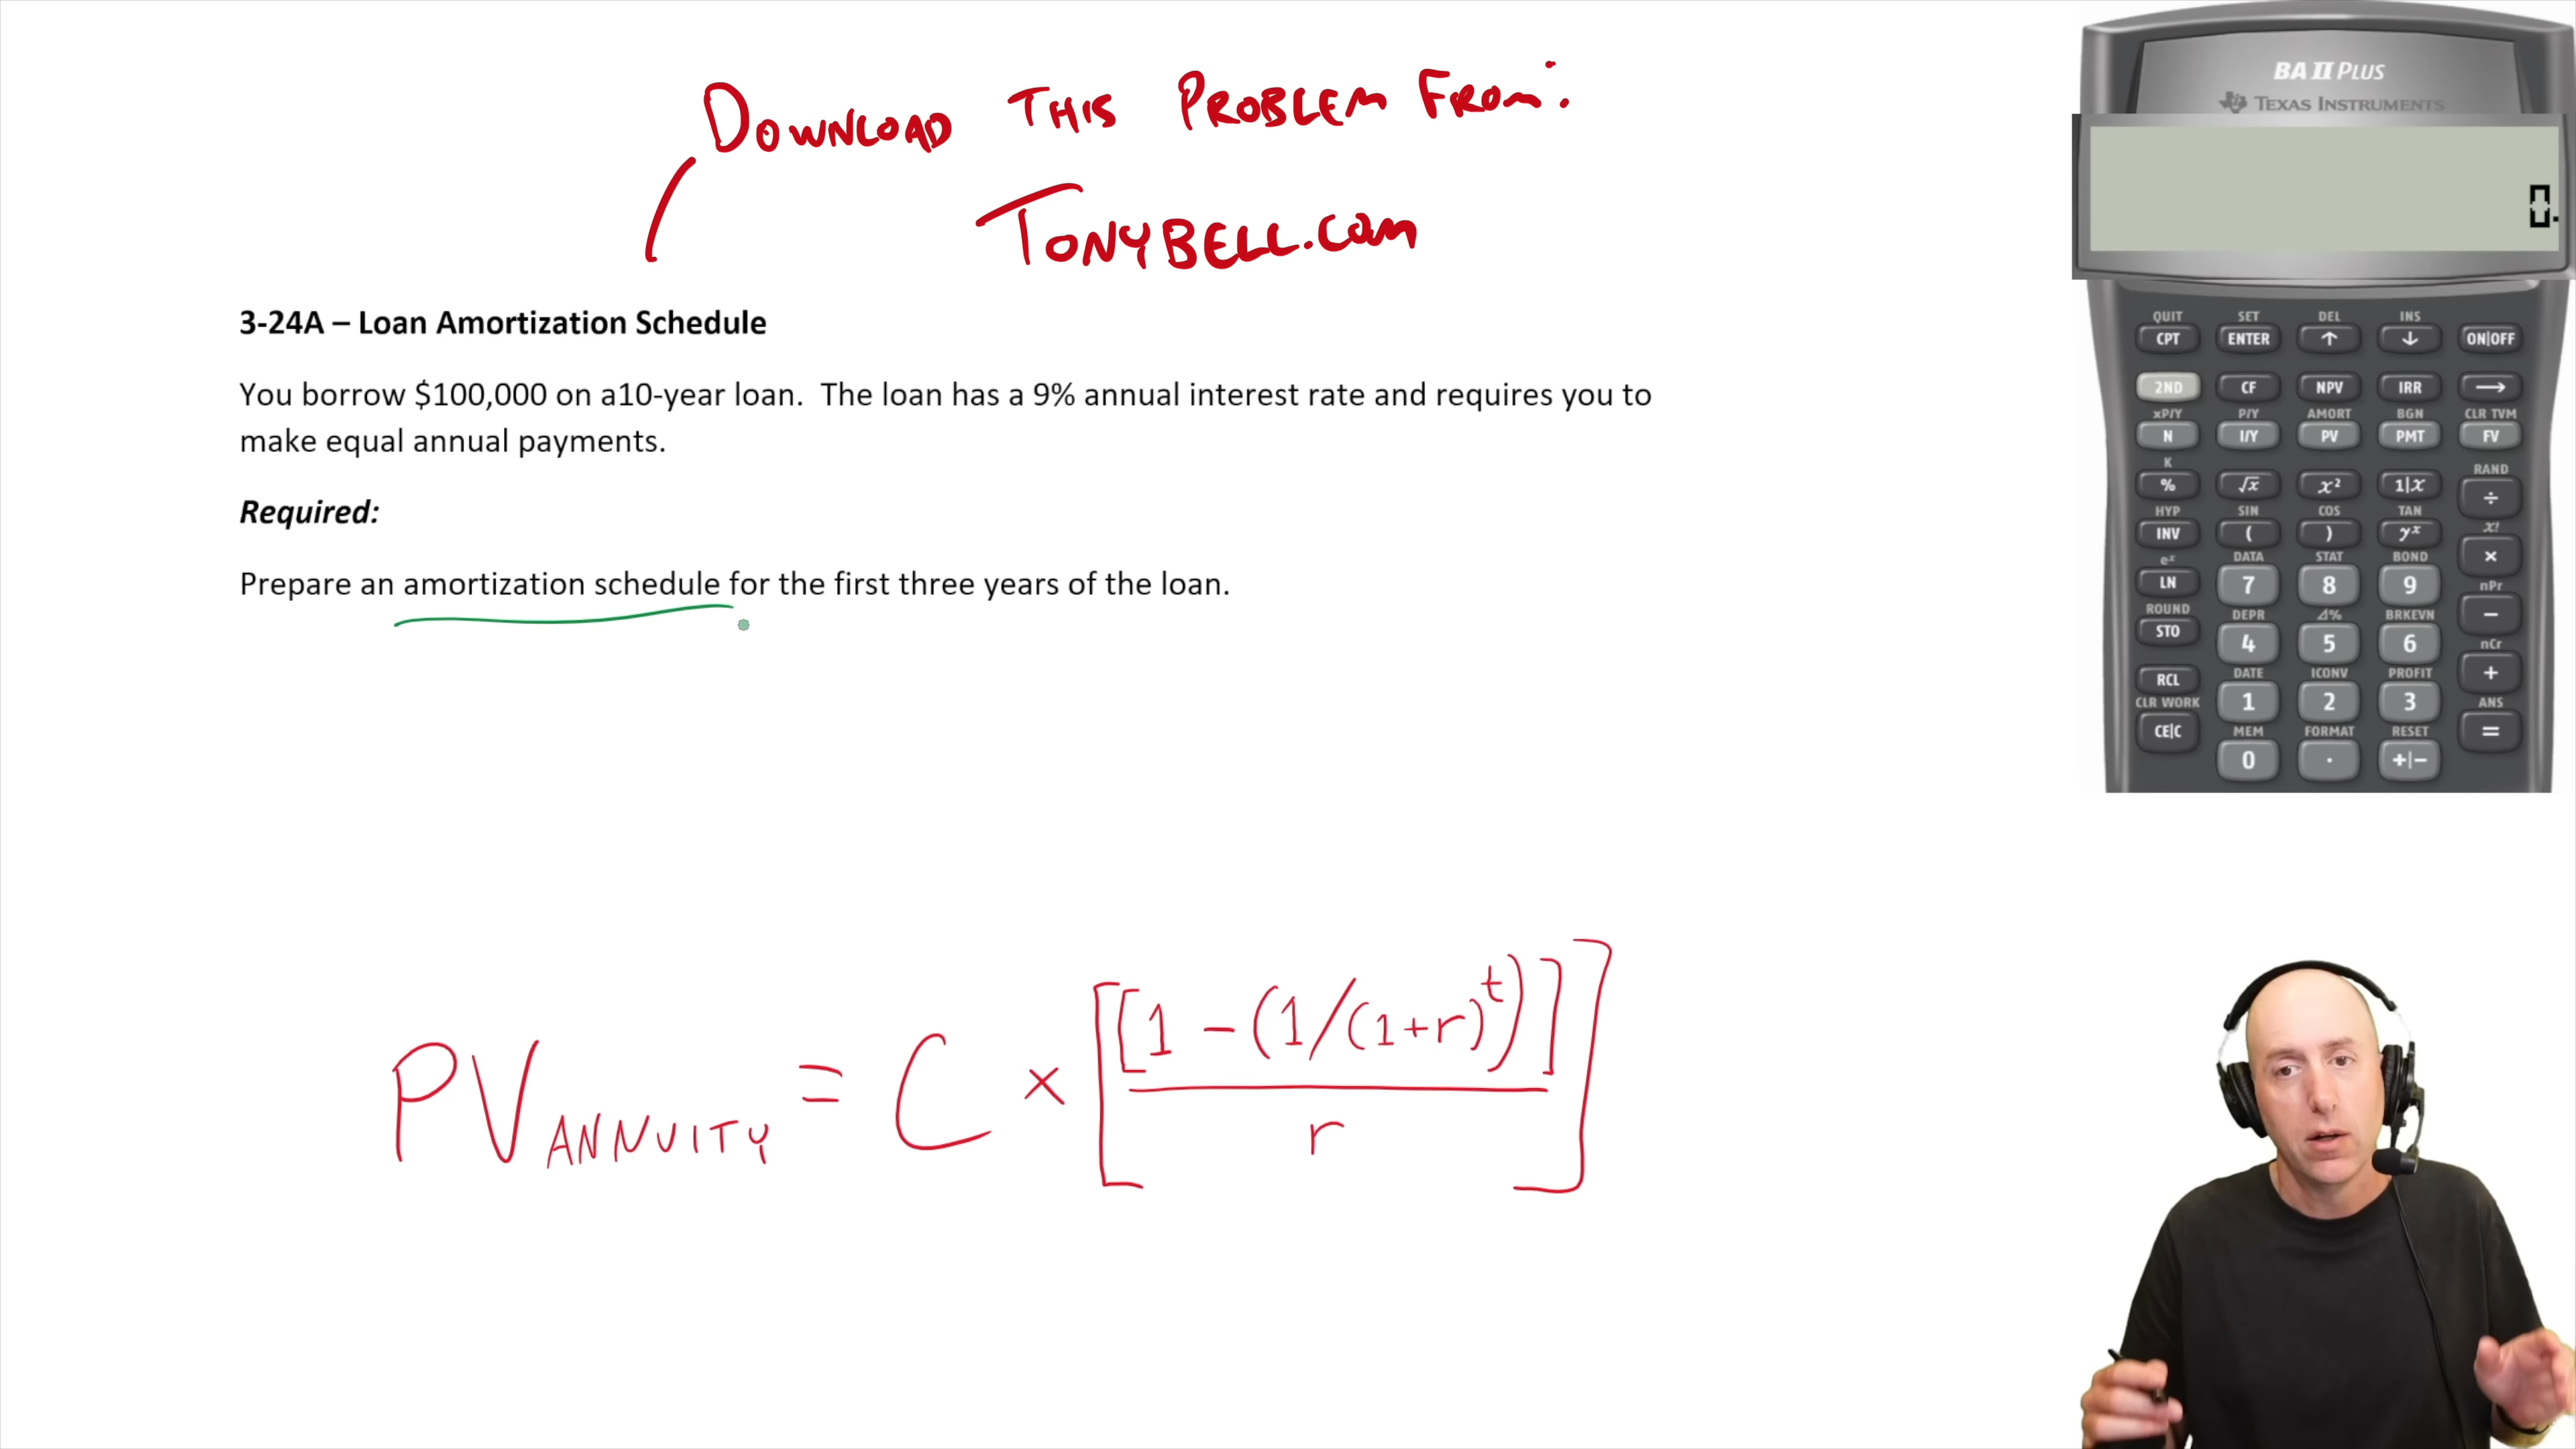 DOWNLOAD THIS PROBLEM FROM:
TONYBELL.COM
3-24A – Loan Amortization Schedule
You borrow $100,000 on a10-year loan. The loan has a 9% annual interest rate and requires you to
make equal annual payments.
Required:
Prepare an amortization schedule for the first three years of the loan.
PV ANNUITY = C × [[1 - (1/(1+r)^t)]
r]
BA II PLUS
TEXAS INSTRUMENTS
0.
QUIT SET DEL INS
CPT ENTER ↑ ↓ ON|OFF
2ND CF NPV IRR →
xP/Y P/Y AMORT BGN CLR TVM
N I/Y PV PMT FV
K RAND
% √x x² 1|x ÷
HYP SIN COS TAN x!
INV ( ) yˣ ×
eˣ DATA STAT BOND nPr
LN 7 8 9 −
ROUND DEPR Δ% BRKEVN nCr
STO 4 5 6 +
DATE ICONV PROFIT ANS
RCL 1 2 3 =
CLR WORK MEM FORMAT RESET
CE|C 0 . +|−